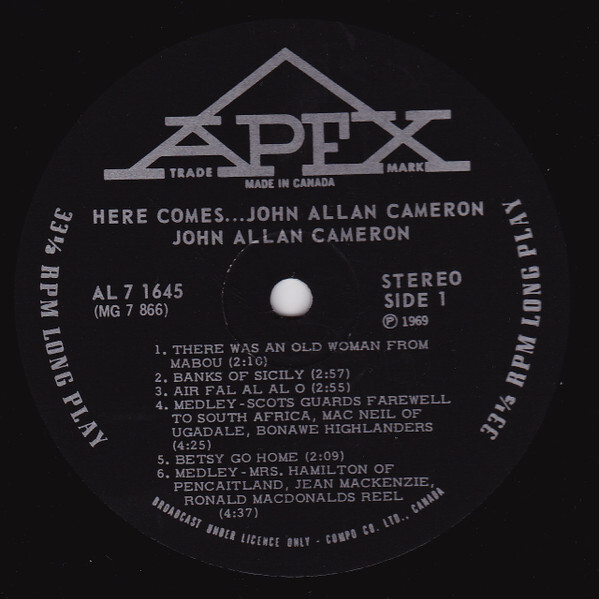 APEX
TRADE MARK
MADE IN CANADA
HERE COMES...JOHN ALLAN CAMERON
JOHN ALLAN CAMERON
AL 7 1645
(MG 7 866)
STEREO
SIDE 1
Ⓟ 1969
33⅓ RPM LONG PLAY
33⅓ RPM LONG PLAY
1. THERE WAS AN OLD WOMAN FROM
MABOU (2:10)
2. BANKS OF SICILY (2:57)
3. AIR FAL AL AL O (2:55)
4. MEDLEY-SCOTS GUARDS FAREWELL
TO SOUTH AFRICA, MAC NEIL OF
UGADALE, BONAWE HIGHLANDERS
(4:25)
5. BETSY GO HOME (2:09)
6. MEDLEY-MRS. HAMILTON OF
PENCAITLAND, JEAN MACKENZIE,
RONALD MACDONALDS REEL
(4:37)
BROADCAST UNDER LICENCE ONLY - COMPO CO. LTD., CANADA